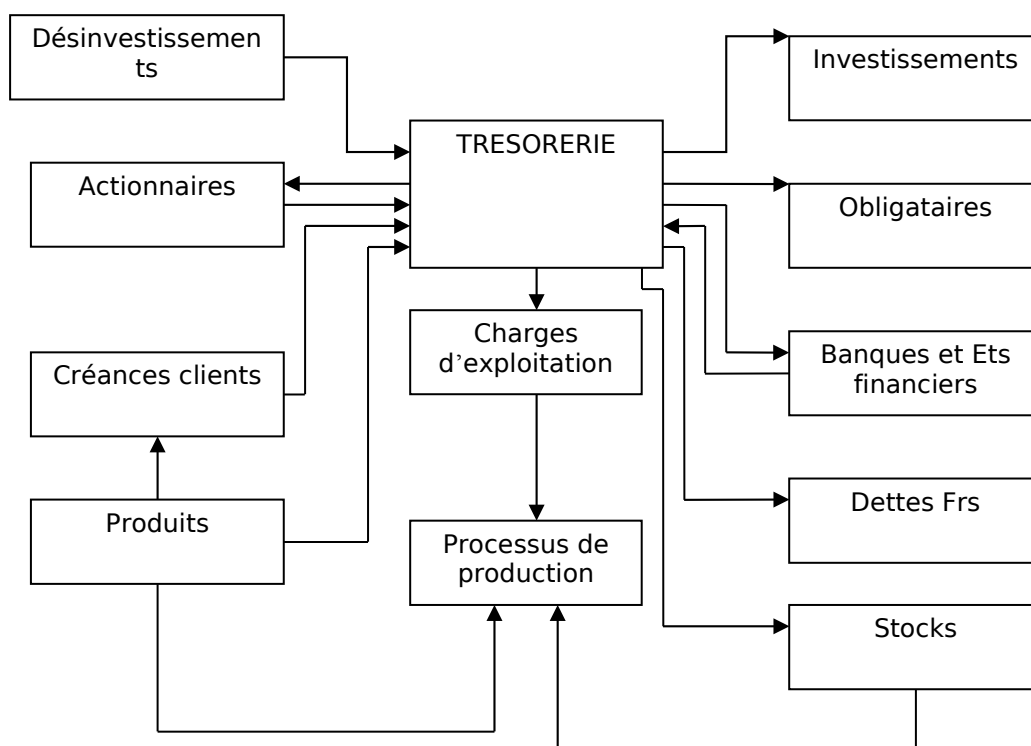 Désinvestissemen
ts
Investissements
TRESORERIE
Actionnaires
Obligataires
Charges
d’exploitation
Banques et Ets
financiers
Créances clients
Dettes Frs
Produits
Processus de
production
Stocks